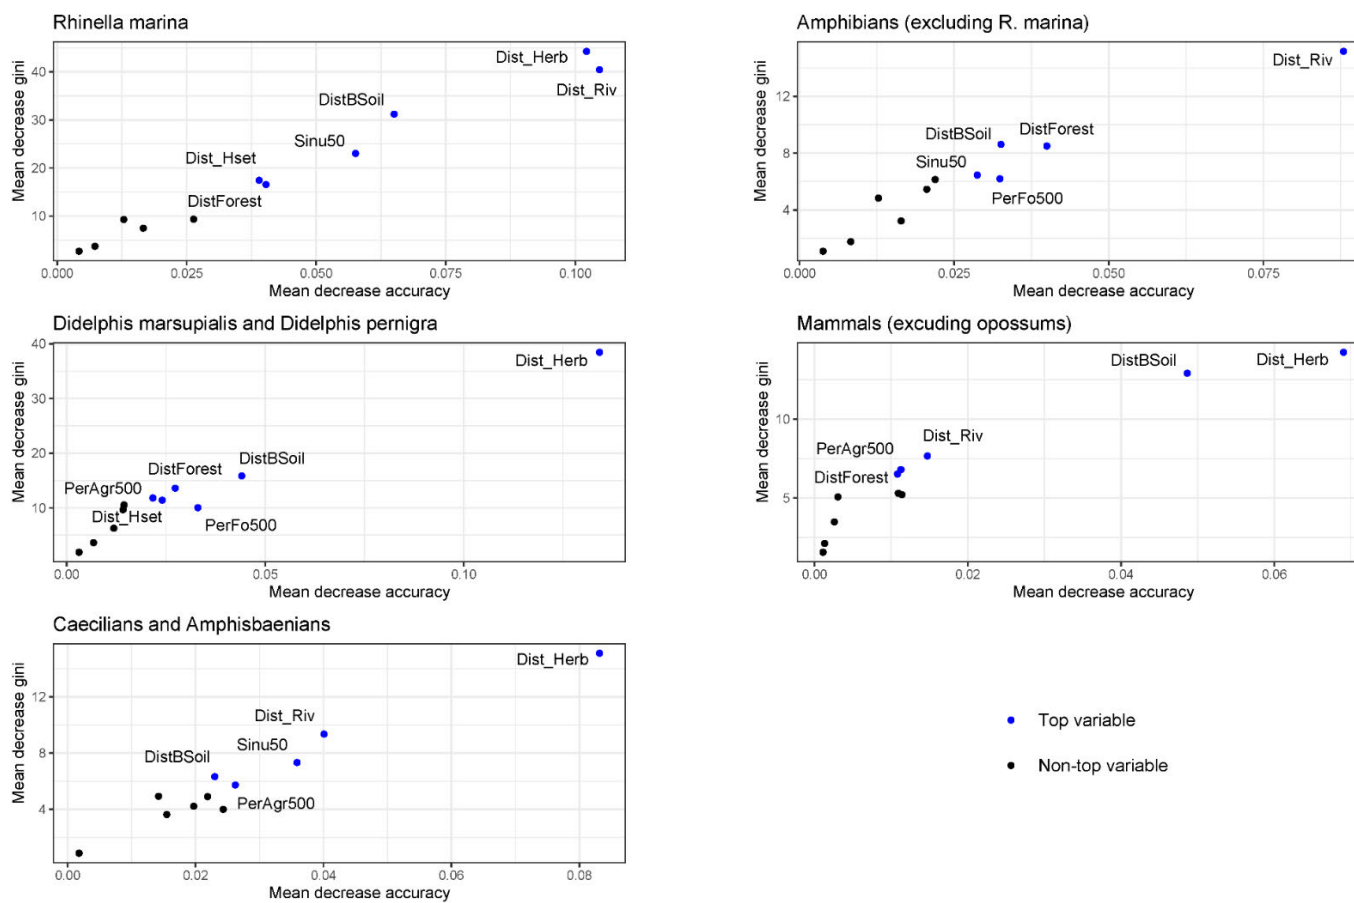 Rhinella marina
Mean decrease gini
40
30
20
10
Dist_Herb
Dist_Riv
DistBSoil
Sinu50
Dist_Hset
DistForest
0.000
0.025
0.050
0.075
0.100
Mean decrease accuracy
Amphibians (excluding R. marina)
Mean decrease gini
12
8
4
Dist_Riv
DistBSoil
DistForest
Sinu50
PerFo500
0.000
0.025
0.050
0.075
Mean decrease accuracy
Didelphis marsupialis and Didelphis pernigra
Mean decrease gini
40
30
20
10
Dist_Herb
DistBSoil
DistForest
PerAgr500
Dist_Hset
PerFo500
0.00
0.05
0.10
Mean decrease accuracy
Mammals (excuding opossums)
Mean decrease gini
10
5
DistBSoil
Dist_Herb
Dist_Riv
PerAgr500
DistForest
0.00
0.02
0.04
0.06
Mean decrease accuracy
Caecilians and Amphisbaenians
Mean decrease gini
12
8
4
Dist_Herb
Dist_Riv
Sinu50
DistBSoil
PerAgr500
0.00
0.02
0.04
0.06
0.08
Mean decrease accuracy
Top variable
Non-top variable